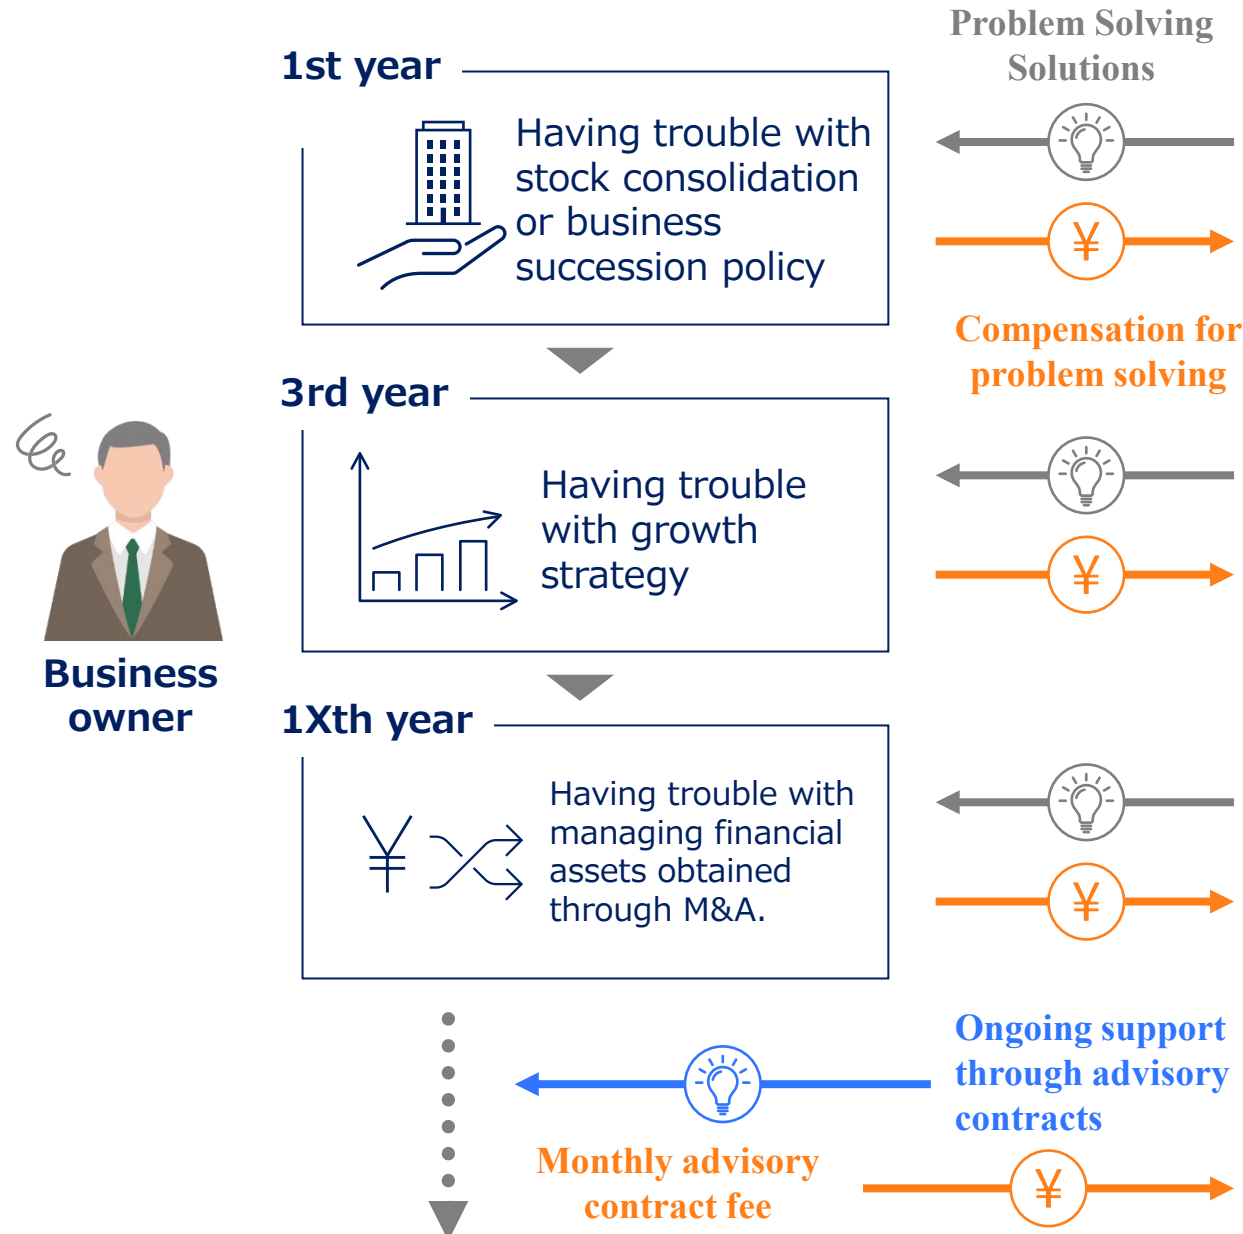 Problem Solving
Solutions
1st year
Having trouble with
stock consolidation
or business
succession policy
¥
Compensation for
problem solving
3rd year
Having trouble
with growth
strategy
¥
Business
owner
1Xth year
¥
Having trouble with
managing financial
assets obtained
through M&A.
¥
Ongoing support
through advisory
contracts
Monthly advisory
contract fee
¥